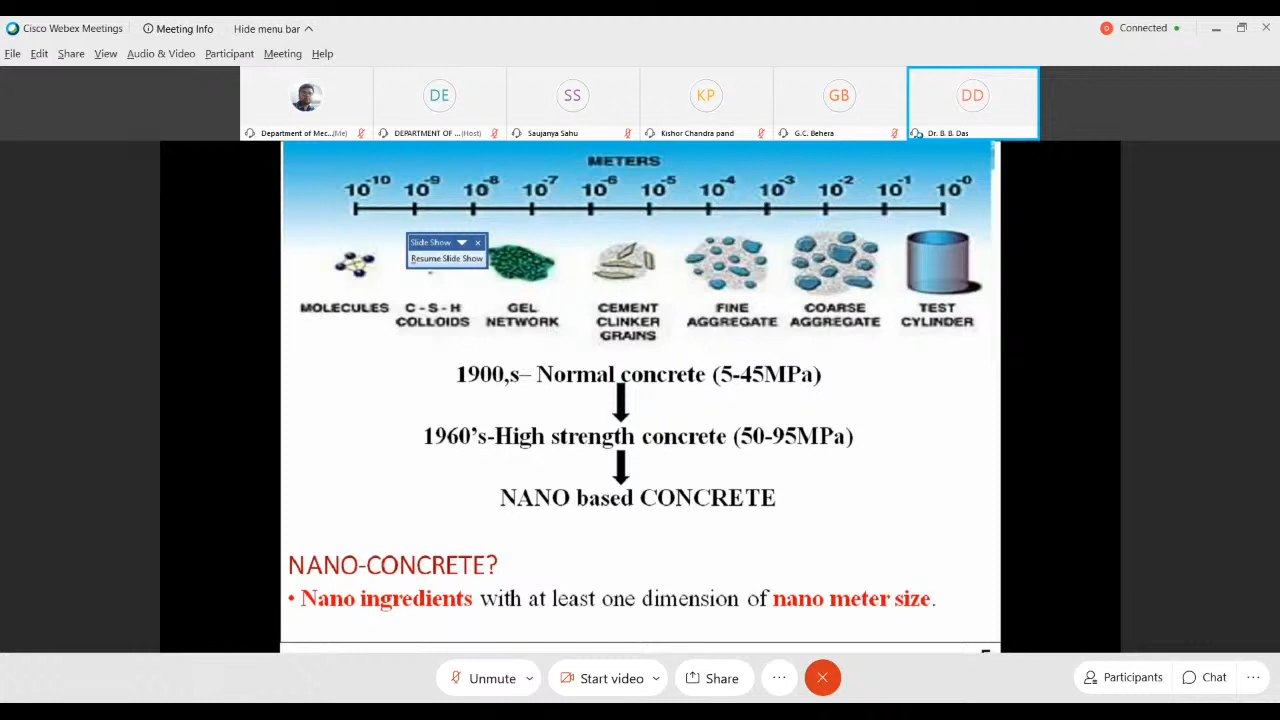 Cisco Webex Meetings Meeting Info Hide menu bar Connected
File Edit Share View Audio & Video Participant Meeting Help
DE SS KP GB DD
Department of Mec... (Me) DEPARTMENT OF ... (Host) Saujanya Sahu Kishor Chandra pand G.C. Behera Dr. B. B. Das
METERS
10-10 10-9 10-8 10-7 10-6 10-5 10-4 10-3 10-2 10-1 10-0
Slide Show
Resume Slide Show
MOLECULES
C - S - H
COLLOIDS
GEL
NETWORK
CEMENT
CLINKER
GRAINS
FINE
AGGREGATE
COARSE
AGGREGATE
TEST
CYLINDER
1900,s– Normal concrete (5-45MPa)
1960's-High strength concrete (50-95MPa)
NANO based CONCRETE
NANO-CONCRETE?
• Nano ingredients with at least one dimension of nano meter size.
Unmute Start video Share Participants Chat